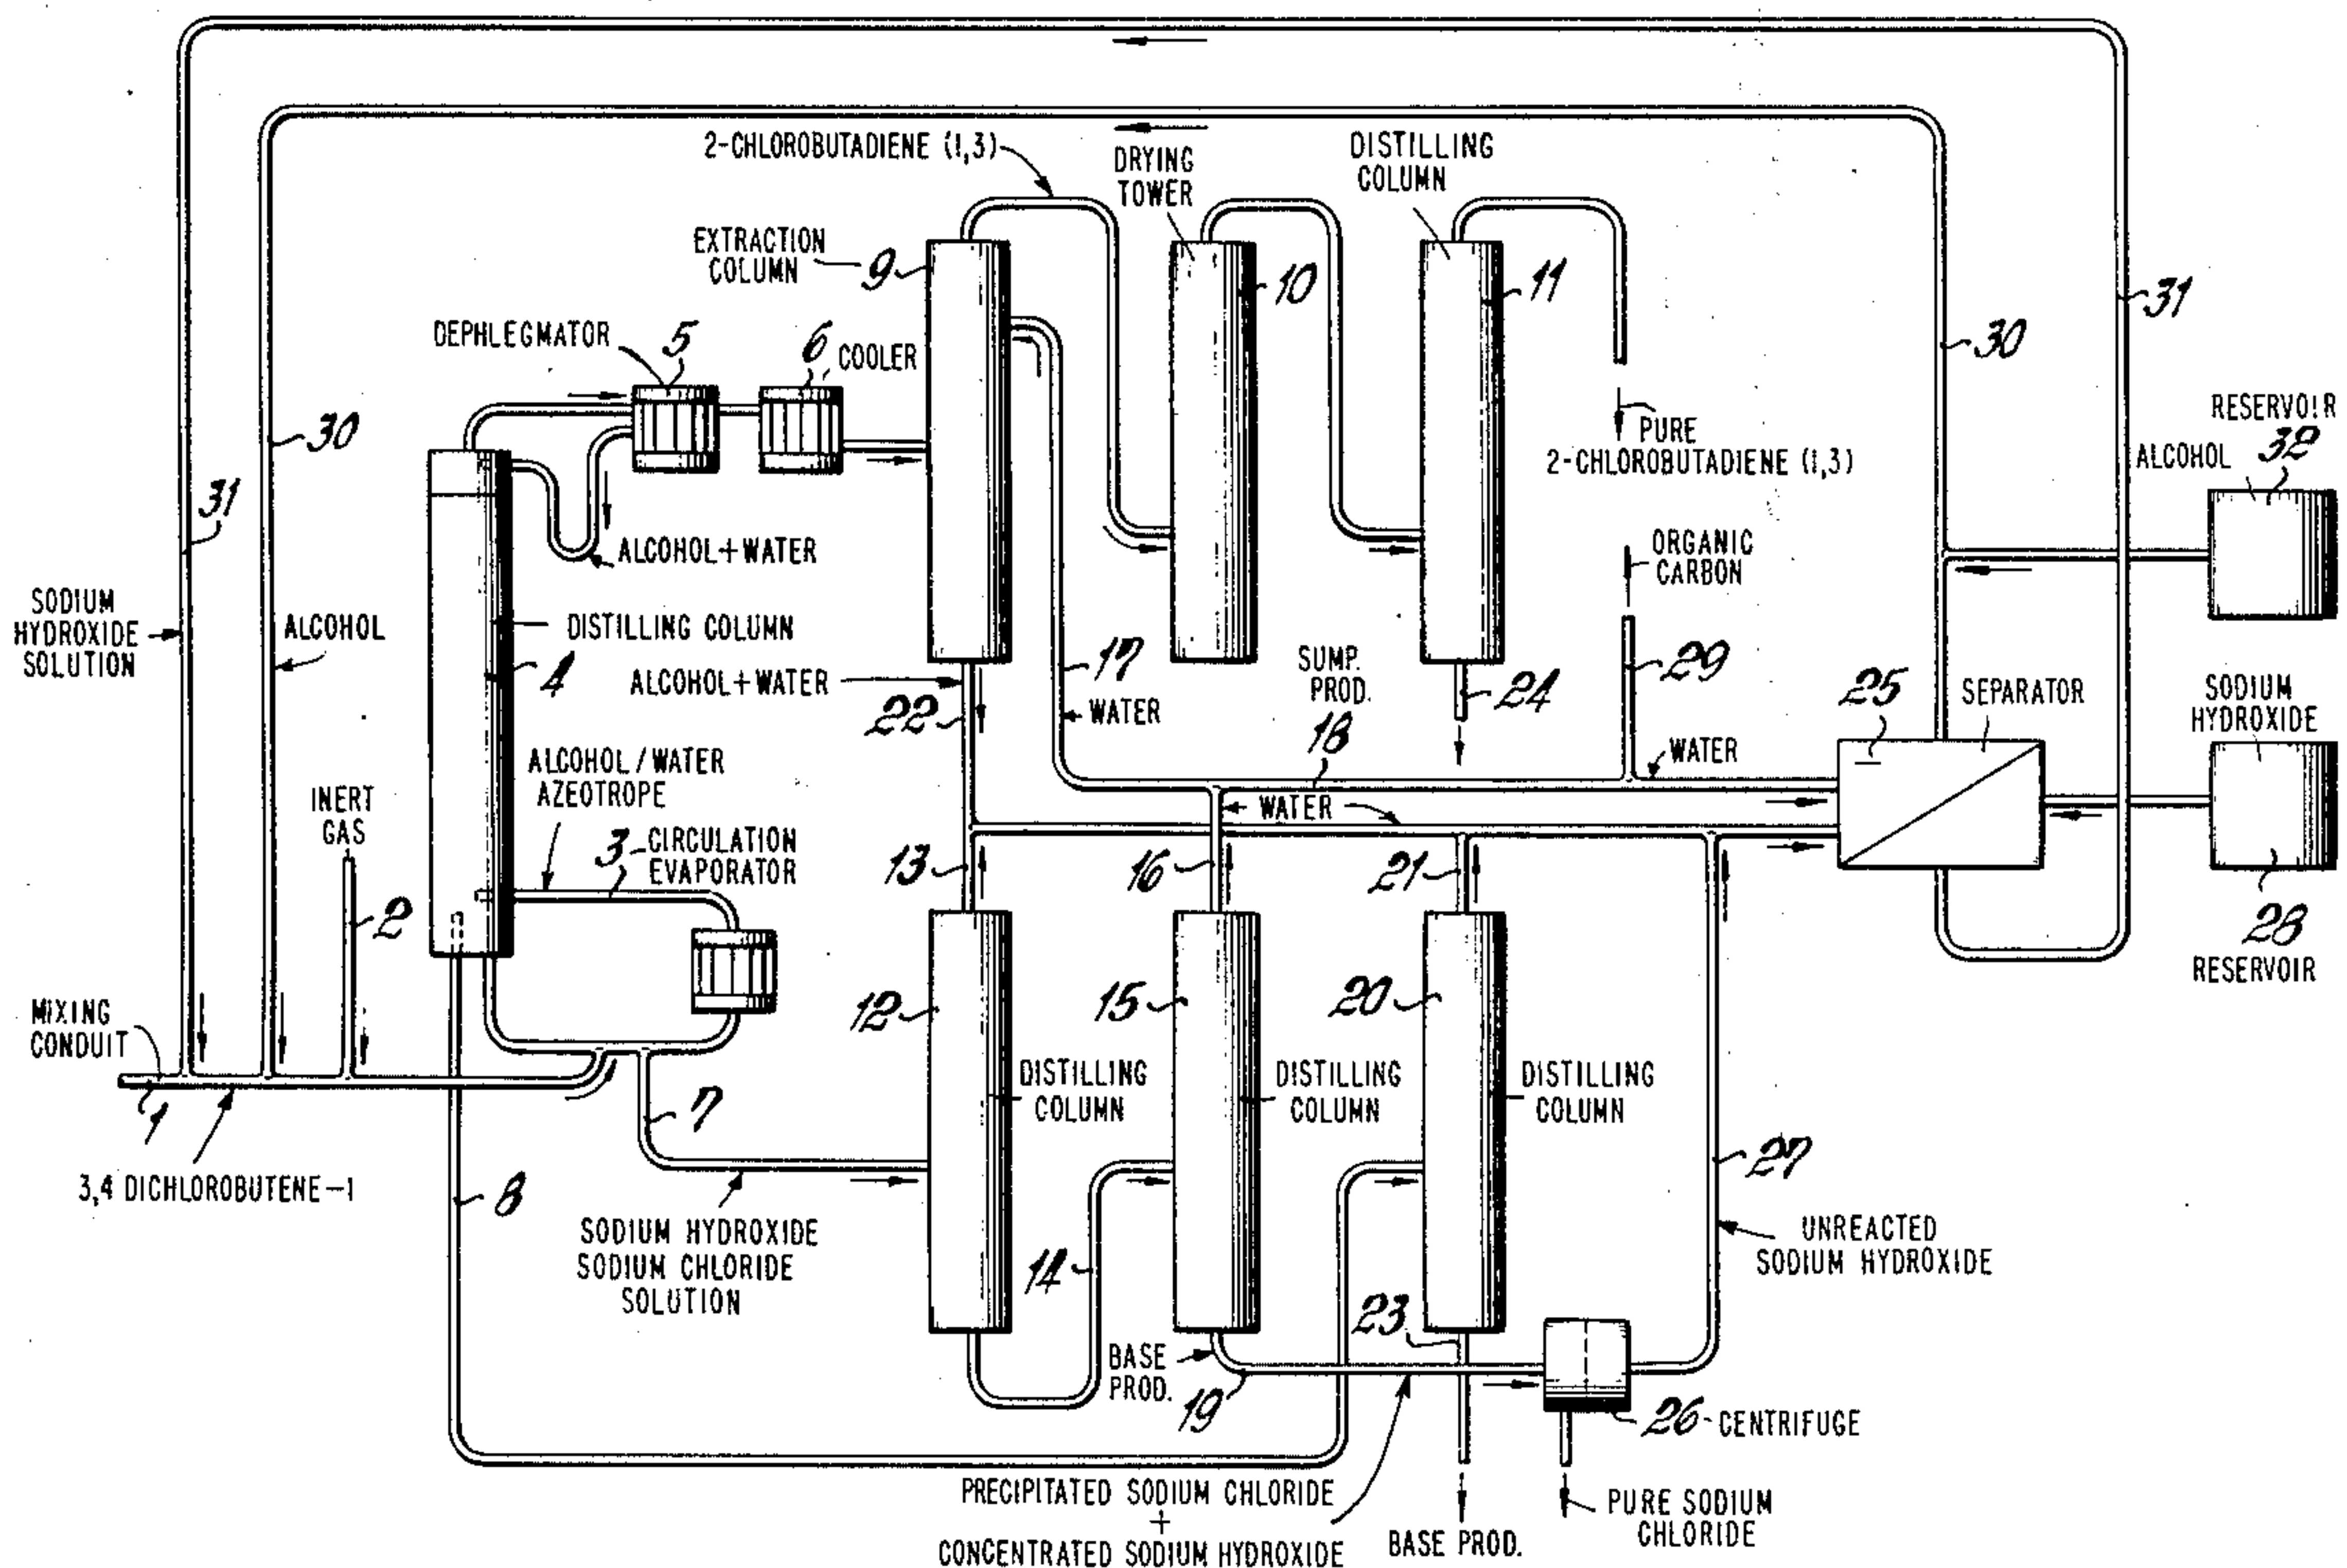 2-CHLOROBUTADIENE (1,3)
DRYING
TOWER
DISTILLING
COLUMN
EXTRACTION
COLUMN
9
10
11
31
30
DEPHLEGMATOR
5
6
COOLER
30
31
PURE
2-CHLOROBUTADIENE (1,3)
RESERVOIR
32
ALCOHOL
ALCOHOL+WATER
ORGANIC
CARBON
SODIUM
HYDROXIDE
SOLUTION
ALCOHOL
DISTILLING COLUMN
4
ALCOHOL+WATER
22
17
WATER
SUMP.
PROD.
18
24
29
WATER
25
SEPARATOR
SODIUM
HYDROXIDE
28
RESERVOIR
ALCOHOL/WATER
AZEOTROPE
INERT
GAS
2
3-CIRCULATION
EVAPORATOR
WATER
13
16
21
MIXING
CONDUIT
1
12
15
20
DISTILLING
COLUMN
DISTILLING
COLUMN
DISTILLING
COLUMN
7
27
3,4 DICHLOROBUTENE-1
8
SODIUM HYDROXIDE
SODIUM CHLORIDE
SOLUTION
14
UNREACTED
SODIUM HYDROXIDE
23
BASE
PROD.
19
26-CENTRIFUGE
PRECIPITATED SODIUM CHLORIDE
+
CONCENTRATED SODIUM HYDROXIDE
BASE PROD.
PURE SODIUM
CHLORIDE